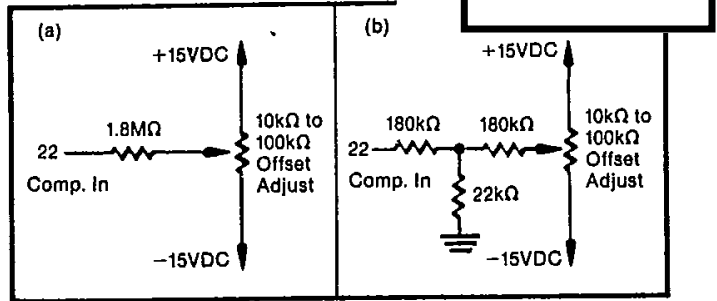 (a)
+15VDC
1.8MΩ
22
Comp. In
10kΩ to
100kΩ
Offset
Adjust
−15VDC
(b)
+15VDC
180kΩ
180kΩ
22
Comp. In
22kΩ
10kΩ to
100kΩ
Offset
Adjust
−15VDC